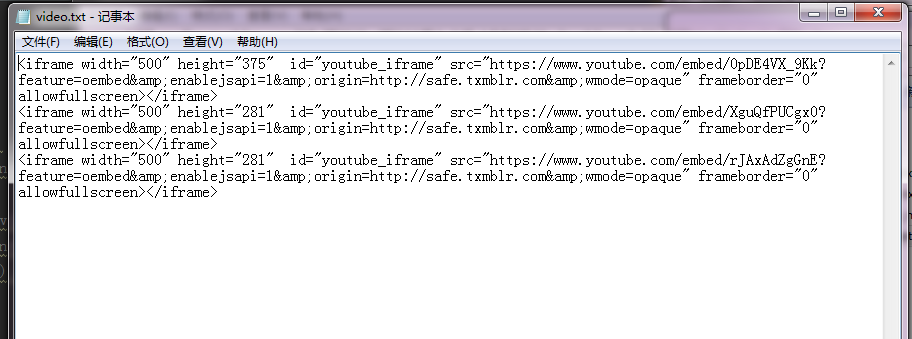 video.txt - 记事本
文件(F) 编辑(E) 格式(O) 查看(V) 帮助(H)
<iframe width="500" height="375"  id="youtube_iframe" src="https://www.youtube.com/embed/0pDE4VX_9Kk?
feature=oembed&amp;enablejsapi=1&amp;origin=http://safe.txmblr.com&amp;wmode=opaque" frameborder="0"
allowfullscreen></iframe>
<iframe width="500" height="281"  id="youtube_iframe" src="https://www.youtube.com/embed/XguQfPUCgx0?
feature=oembed&amp;enablejsapi=1&amp;origin=http://safe.txmblr.com&amp;wmode=opaque" frameborder="0"
allowfullscreen></iframe>
<iframe width="500" height="281"  id="youtube_iframe" src="https://www.youtube.com/embed/rJAxAdZgGnE?
feature=oembed&amp;enablejsapi=1&amp;origin=http://safe.txmblr.com&amp;wmode=opaque" frameborder="0"
allowfullscreen></iframe>